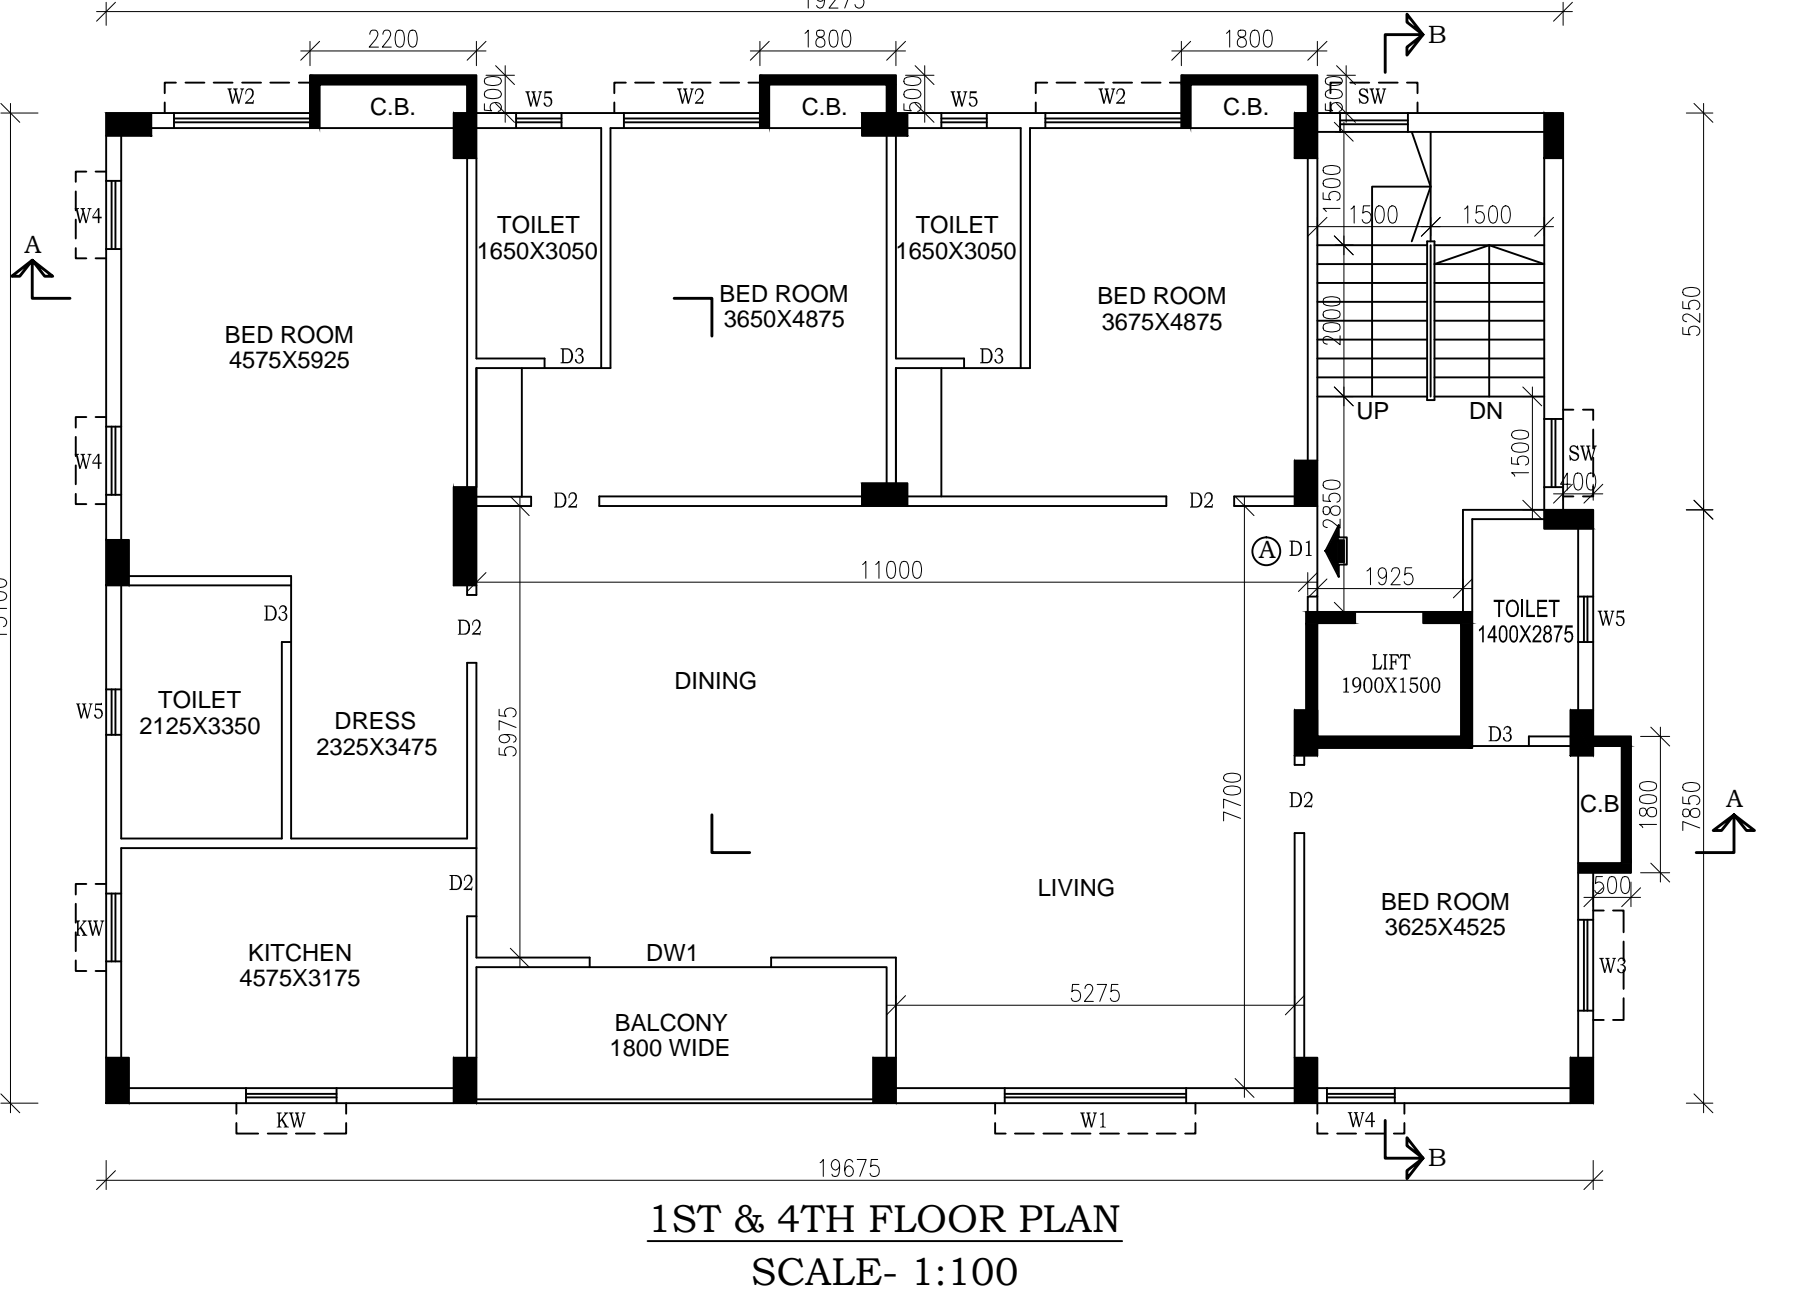 19275
B
2200
1800
1800
W2
C.B.
500
W5
W2
C.B.
500
W5
W2
C.B.
500
SW
W4
A
TOILET
1650X3050
TOILET
1650X3050
1500
1500
1500
BED ROOM
3650X4875
BED ROOM
3675X4875
BED ROOM
4575X5925
2000
5250
D3
D3
UP
DN
W4
1500
SW
400
D2
D2
2850
A
D1
11000
1925
D3
D2
TOILET
1400X2875
W5
LIFT
1900X1500
DINING
TOILET
2125X3350
W5
DRESS
2325X3475
5975
D3
7700
D2
C.B
1800
7850
A
D2
LIVING
500
BED ROOM
3625X4525
KW
KITCHEN
4575X3175
DW1
W3
5275
BALCONY
1800 WIDE
KW
W1
W4
B
19675
1ST & 4TH FLOOR PLAN
SCALE- 1:100